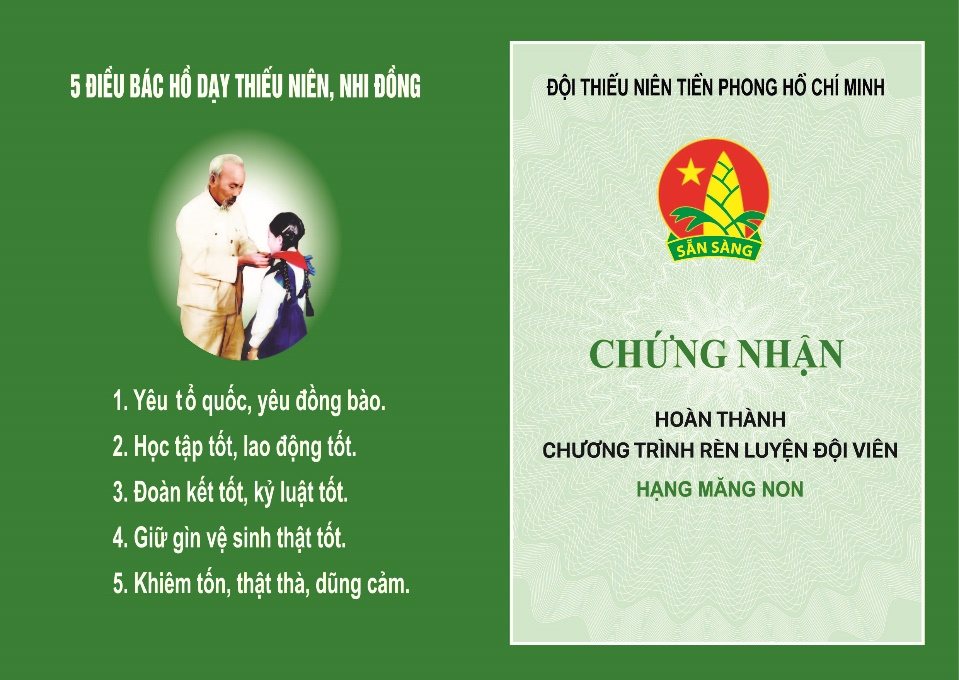 5 ĐIỀU BÁC HỒ DẠY THIẾU NIÊN, NHI ĐỒNG
1. Yêu tổ quốc, yêu đồng bào.
2. Học tập tốt, lao động tốt.
3. Đoàn kết tốt, kỷ luật tốt.
4. Giữ gìn vệ sinh thật tốt.
5. Khiêm tốn, thật thà, dũng cảm.
ĐỘI THIẾU NIÊN TIỀN PHONG HỒ CHÍ MINH
SẴN SÀNG
CHỨNG NHẬN
HOÀN THÀNH
CHƯƠNG TRÌNH RÈN LUYỆN ĐỘI VIÊN
HẠNG MĂNG NON